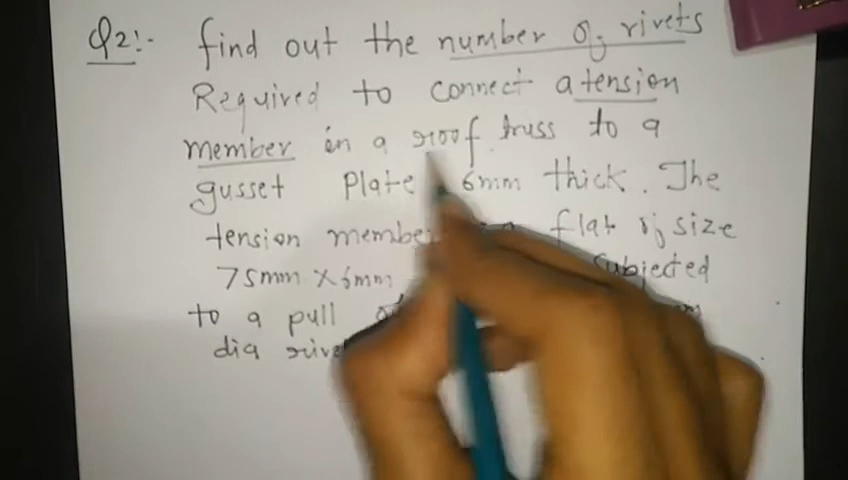 Q2:- find out the number of rivets
Required to connect a tension
member in a roof truss to a
gusset Plate 6mm thick. The
tension member flat of size
75mm X 6mm subjected
to a pull
dia